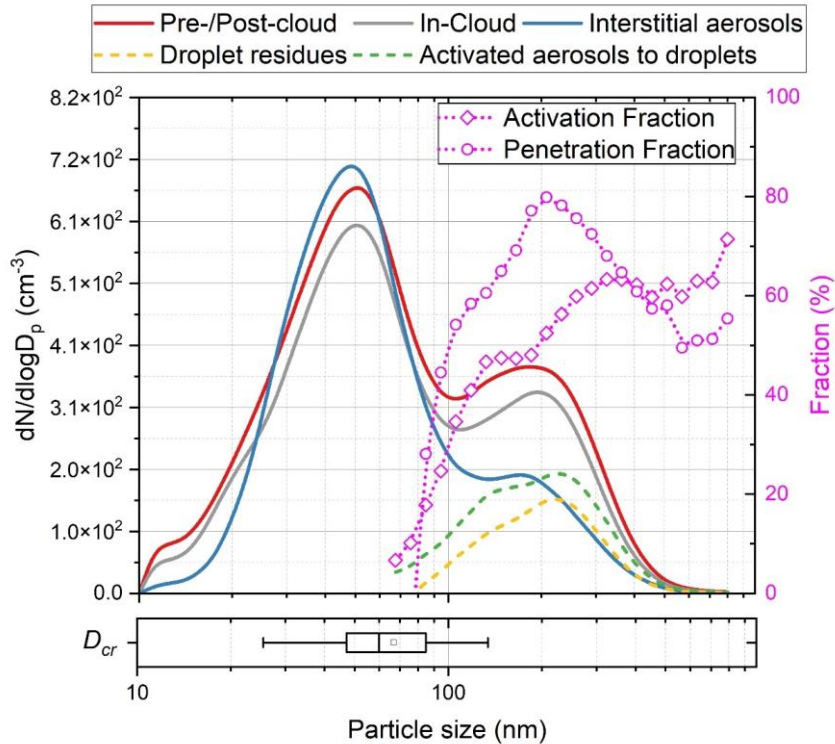 Pre-/Post-cloud In-Cloud Interstitial aerosols
Droplet residues Activated aerosols to droplets
Activation Fraction
Penetration Fraction
dN/dlogDp (cm⁻³)
8.2×10²
7.2×10²
6.1×10²
5.1×10²
4.1×10²
3.1×10²
2.0×10²
1.0×10²
0.0
100
80
60
40
20
0
Fraction (%)
Dcr
10 100
Particle size (nm)